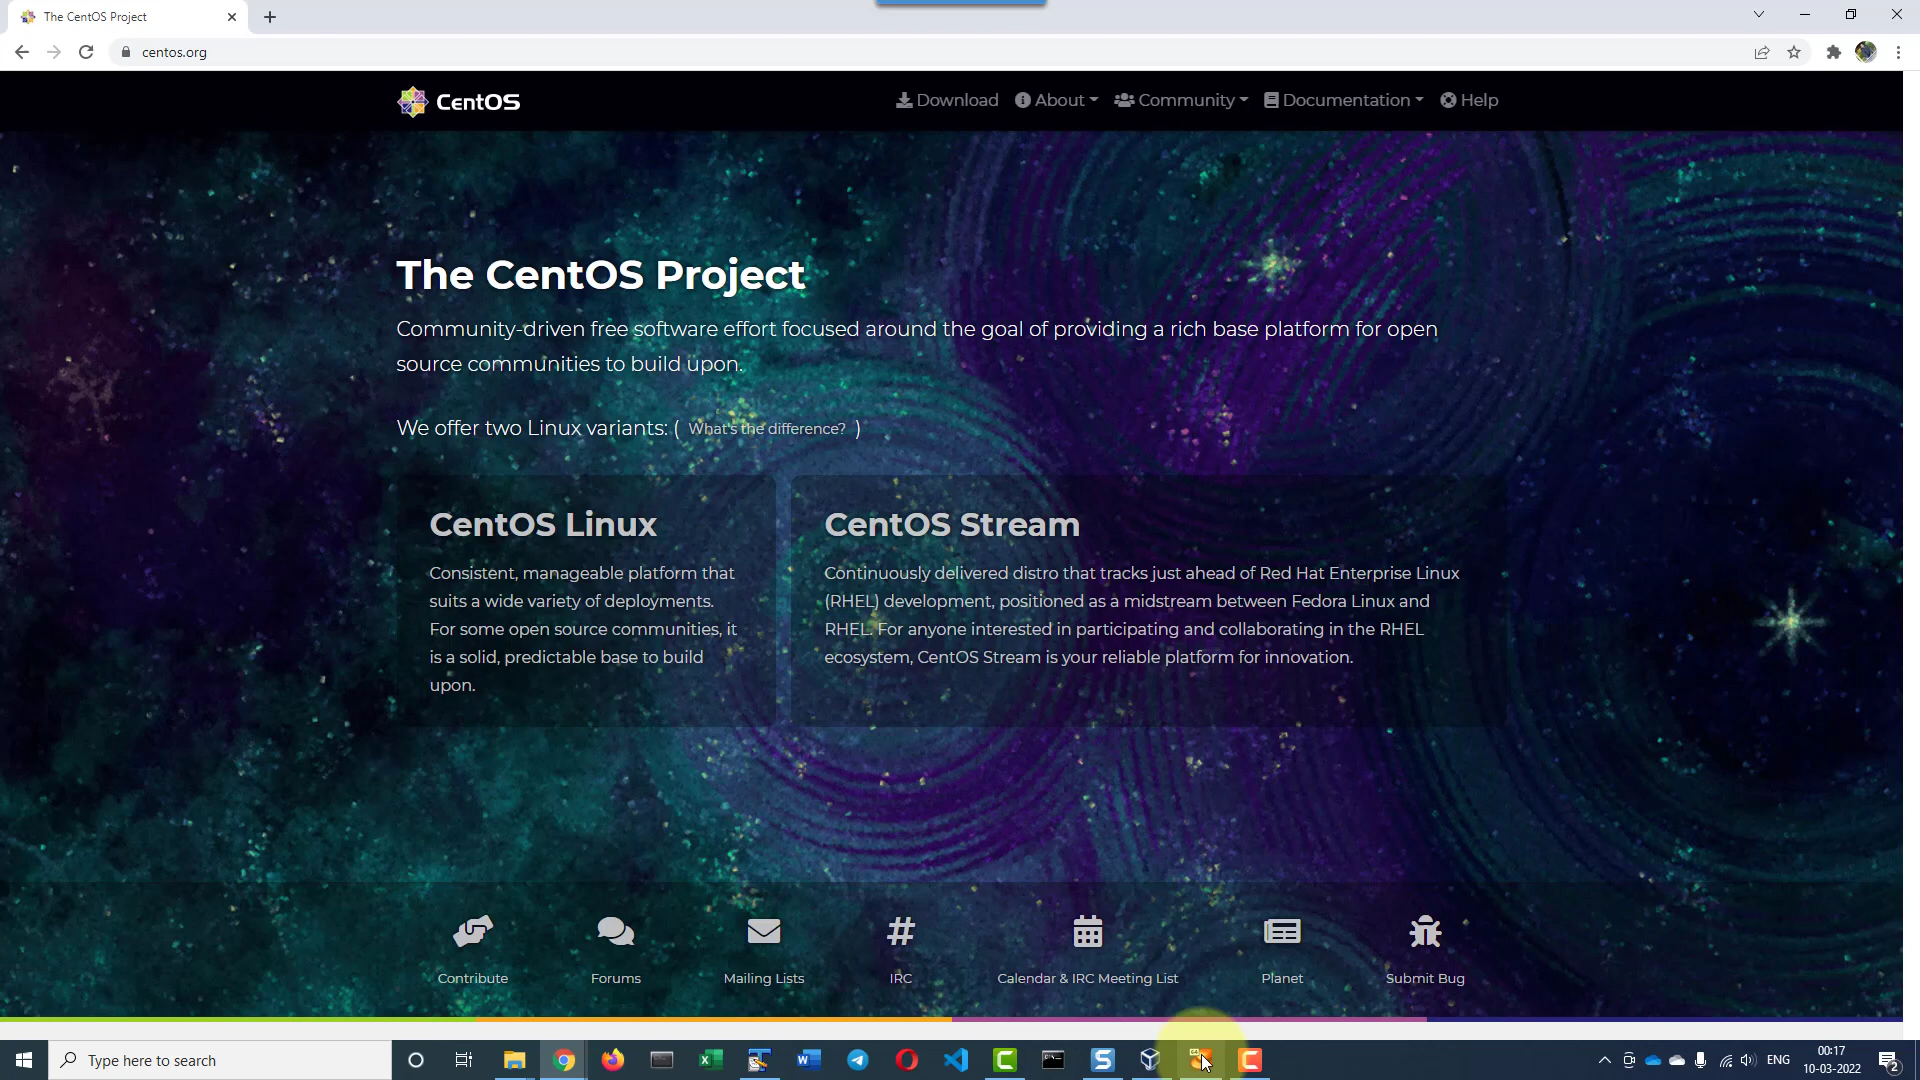 The CentOS Project
centos.org
CentOS
Download
About
Community
Documentation
Help
The CentOS Project
Community-driven free software effort focused around the goal of providing a rich base platform for open
source communities to build upon.
We offer two Linux variants: ( What's the difference? )
CentOS Linux
Consistent, manageable platform that
suits a wide variety of deployments.
For some open source communities, it
is a solid, predictable base to build
upon.
CentOS Stream
Continuously delivered distro that tracks just ahead of Red Hat Enterprise Linux
(RHEL) development, positioned as a midstream between Fedora Linux and
RHEL. For anyone interested in participating and collaborating in the RHEL
ecosystem, CentOS Stream is your reliable platform for innovation.
Contribute
Forums
Mailing Lists
IRC
Calendar & IRC Meeting List
Planet
Submit Bug
Type here to search
ENG
00:17
10-03-2022
2